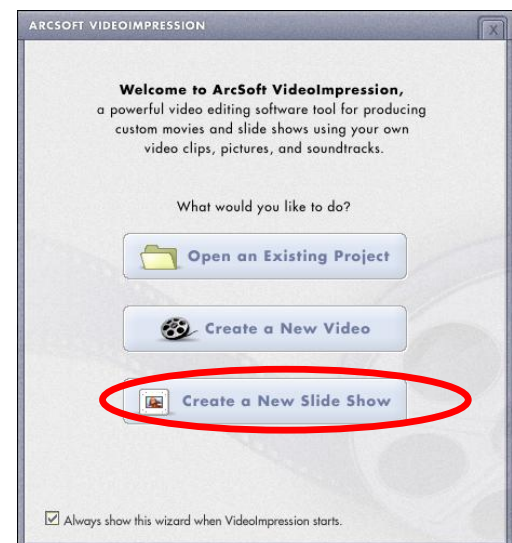 ARCSOFT VIDEOIMPRESSION
X
Welcome to ArcSoft VideoImpression,
a powerful video editing software tool for producing
custom movies and slide shows using your own
video clips, pictures, and soundtracks.
What would you like to do?
Open an Existing Project
Create a New Video
Create a New Slide Show
Always show this wizard when VideoImpression starts.